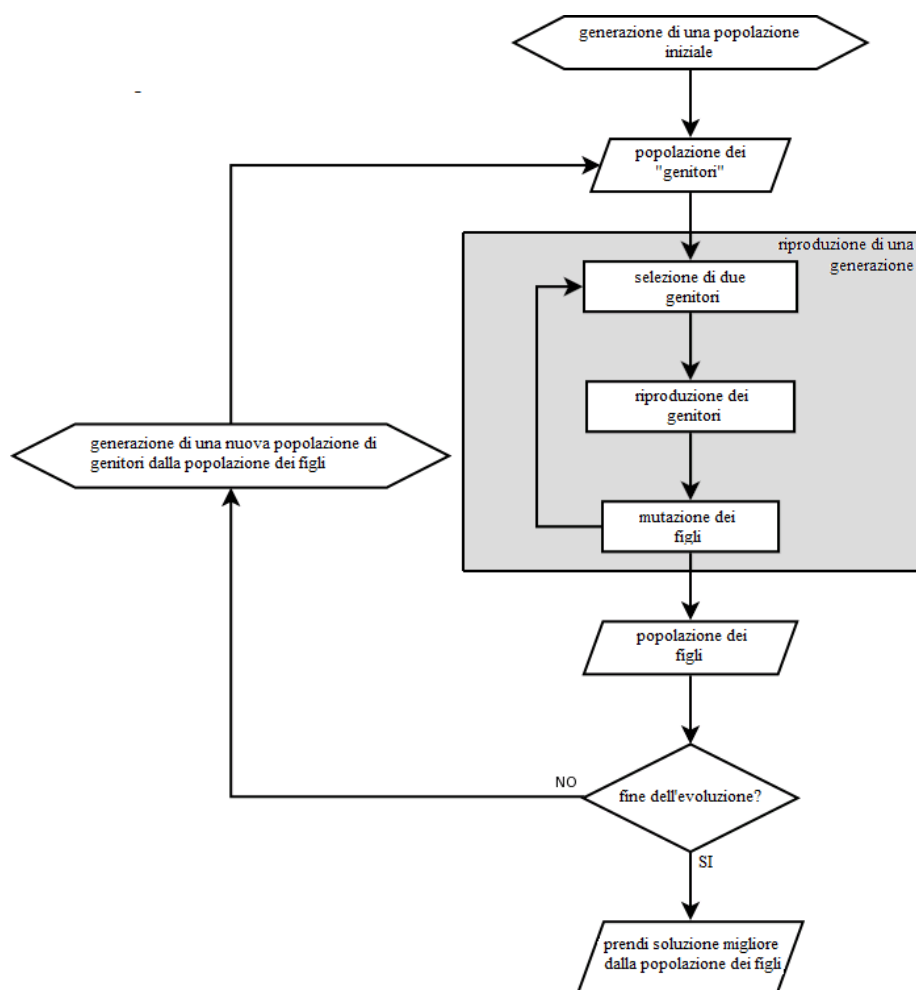 generazione di una popolazione
iniziale
popolazione dei
"genitori"
riproduzione di una
generazione
selezione di due
genitori
riproduzione dei
genitori
generazione di una nuova popolazione di
genitori dalla popolazione dei figli
mutazione dei
figli
popolazione dei
figli
NO
fine dell'evoluzione?
SI
prendi soluzione migliore
dalla popolazione dei figli